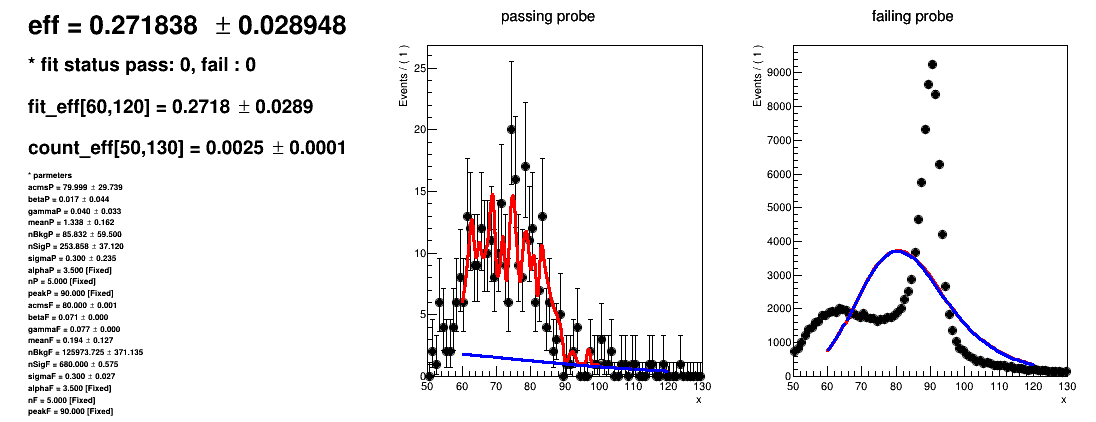 eff = 0.271838 ± 0.028948
* fit status pass: 0, fail : 0
fit_eff[60,120] = 0.2718 ± 0.0289
count_eff[50,130] = 0.0025 ± 0.0001
* parmeters
acmsP = 79.999 ± 29.739
betaP = 0.017 ± 0.044
gammaP = 0.040 ± 0.033
meanP = 1.338 ± 0.162
nBkgP = 85.832 ± 59.500
nSigP = 253.858 ± 37.120
sigmaP = 0.300 ± 0.235
alphaP = 3.500 [Fixed]
nP = 5.000 [Fixed]
peakP = 90.000 [Fixed]
acmsF = 80.000 ± 0.001
betaF = 0.071 ± 0.000
gammaF = 0.077 ± 0.000
meanF = 0.194 ± 0.127
nBkgF = 125973.725 ± 371.135
nSigF = 680.000 ± 0.575
sigmaF = 0.300 ± 0.027
alphaF = 3.500 [Fixed]
nF = 5.000 [Fixed]
peakF = 90.000 [Fixed]
passing probe
Events / ( 1 )
25
20
15
10
5
0
50 60 70 80 90 100 110 120 130
x
failing probe
Events / ( 1 )
9000
8000
7000
6000
5000
4000
3000
2000
1000
0
50 60 70 80 90 100 110 120 130
x